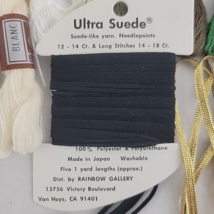 BLANC
Ultra Suede®
Suede-like yarn. Needlepoints
12 - 14 Ct. & Long Stitches 14 - 18 Ct.
100% Polyester & Polyurethane
Made in Japan Washable
Five 1 yard lengths (approx.)
Dist. by RAINBOW GALLERY
13756 Victory Boulevard
Van Nuys, CA 91401